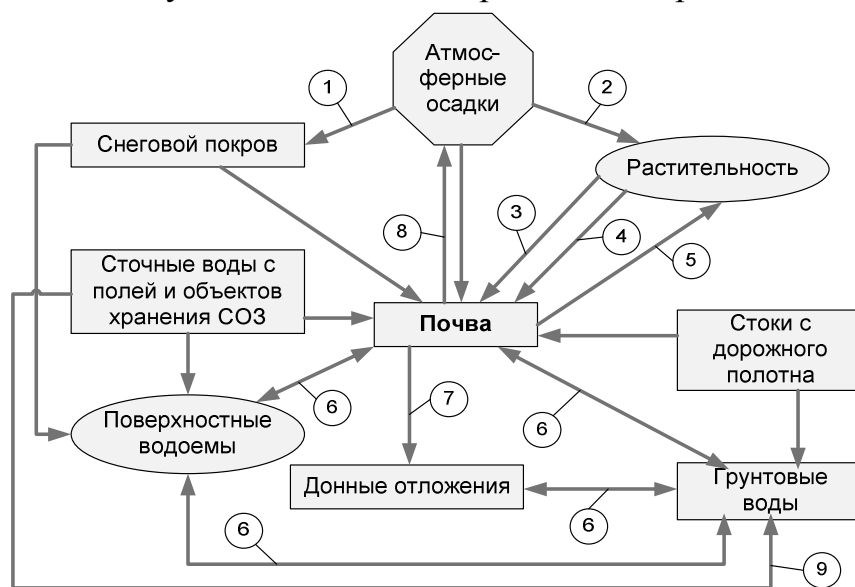 Атмос-
ферные
осадки
1
2
Снеговой покров
Растительность
3
4
8
5
Сточные воды с
полей и объектов
хранения СОЗ
Почва
Стоки с
дорожного
полотна
6
7
6
Поверхностные
водоемы
Донные отложения
Грунтовые
воды
6
6
9